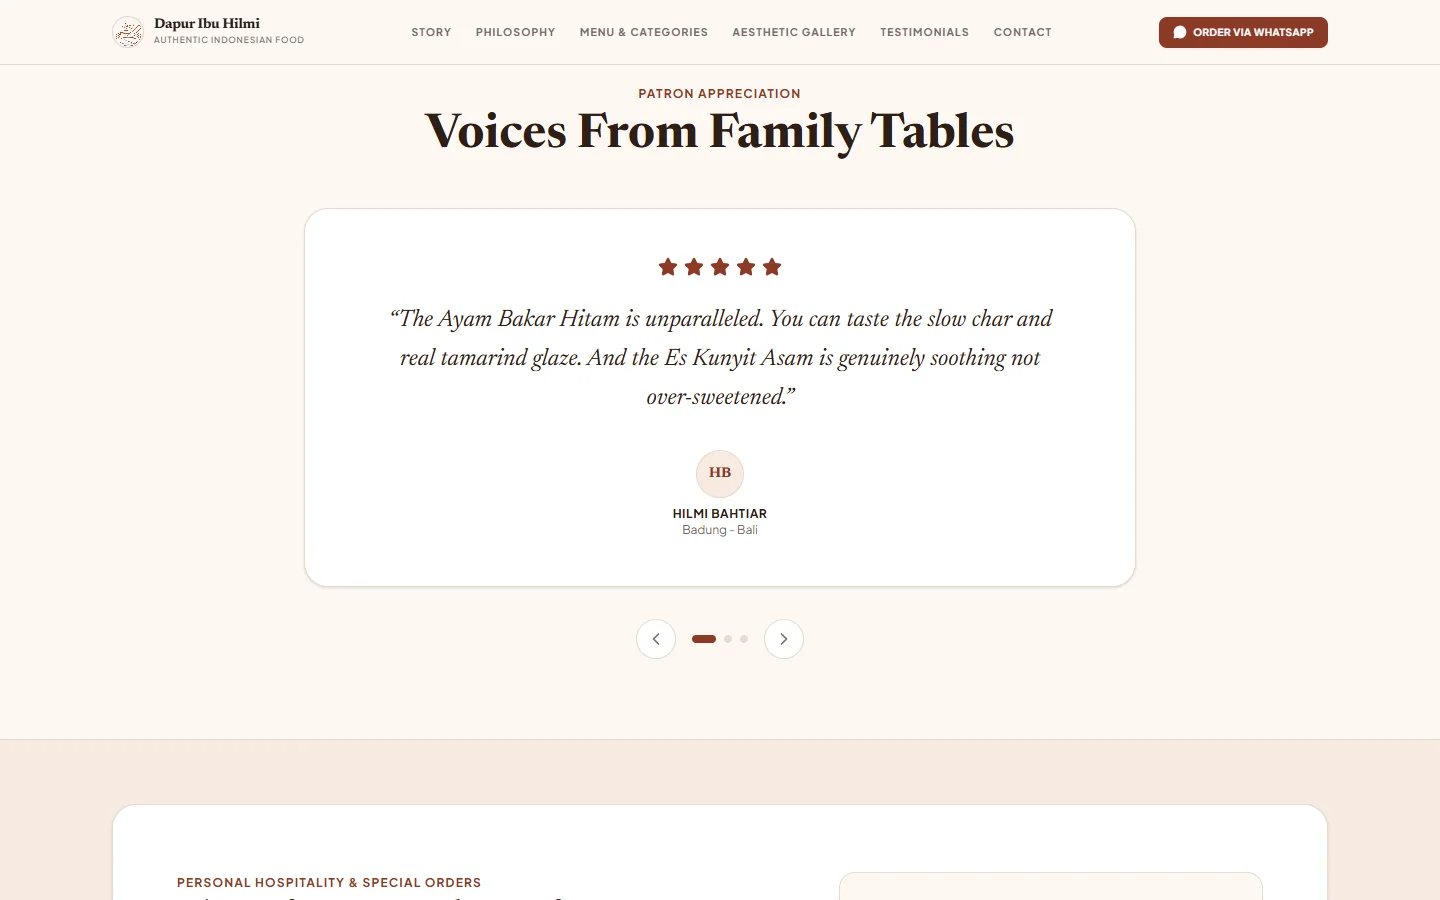 Dapur Ibu Hilmi
AUTHENTIC INDONESIAN FOOD
STORY
PHILOSOPHY
MENU & CATEGORIES
AESTHETIC GALLERY
TESTIMONIALS
CONTACT
ORDER VIA WHATSAPP
PATRON APPRECIATION
Voices From Family Tables
“The Ayam Bakar Hitam is unparalleled. You can taste the slow char and
real tamarind glaze. And the Es Kunyit Asam is genuinely soothing not
over-sweetened.”
HB
HILMI BAHTIAR
Badung - Bali
PERSONAL HOSPITALITY & SPECIAL ORDERS